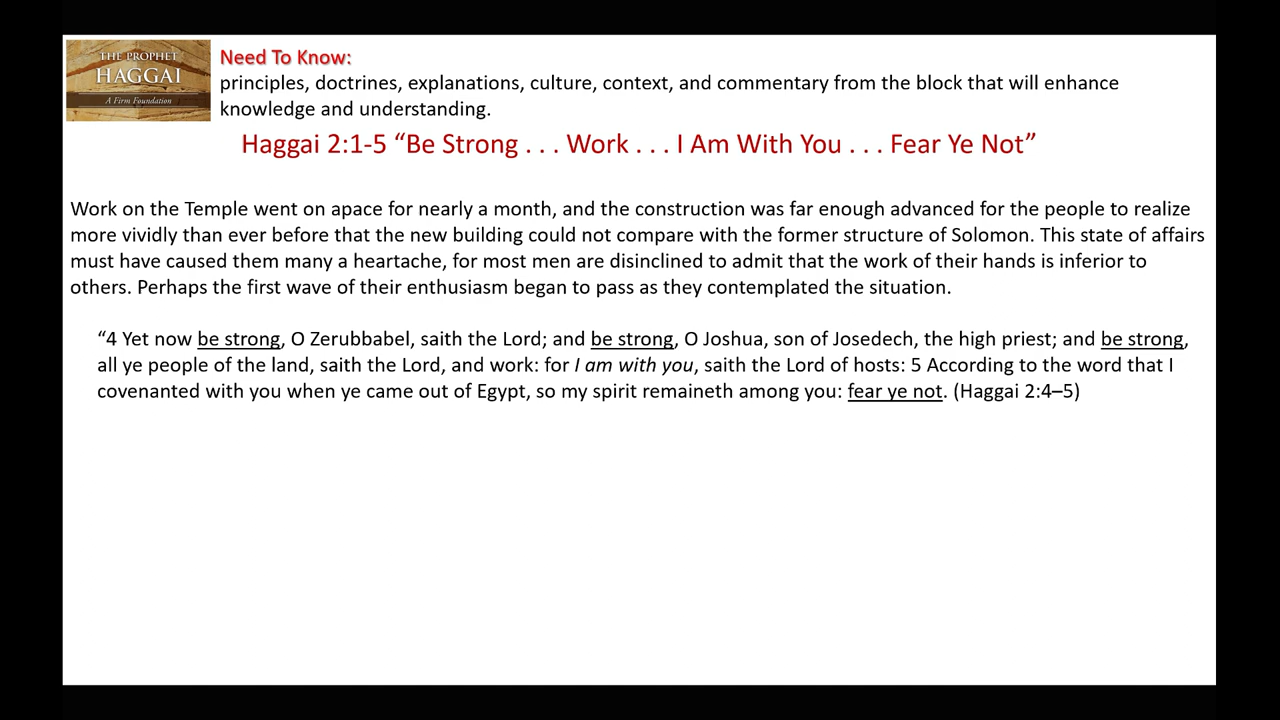 THE PROPHET
HAGGAI
A Firm Foundation
Need To Know:
principles, doctrines, explanations, culture, context, and commentary from the block that will enhance
knowledge and understanding.
Haggai 2:1-5 “Be Strong . . . Work . . . I Am With You . . . Fear Ye Not”
Work on the Temple went on apace for nearly a month, and the construction was far enough advanced for the people to realize
more vividly than ever before that the new building could not compare with the former structure of Solomon. This state of affairs
must have caused them many a heartache, for most men are disinclined to admit that the work of their hands is inferior to
others. Perhaps the first wave of their enthusiasm began to pass as they contemplated the situation.
“4 Yet now be strong, O Zerubbabel, saith the Lord; and be strong, O Joshua, son of Josedech, the high priest; and be strong,
all ye people of the land, saith the Lord, and work: for I am with you, saith the Lord of hosts: 5 According to the word that I
covenanted with you when ye came out of Egypt, so my spirit remaineth among you: fear ye not. (Haggai 2:4–5)